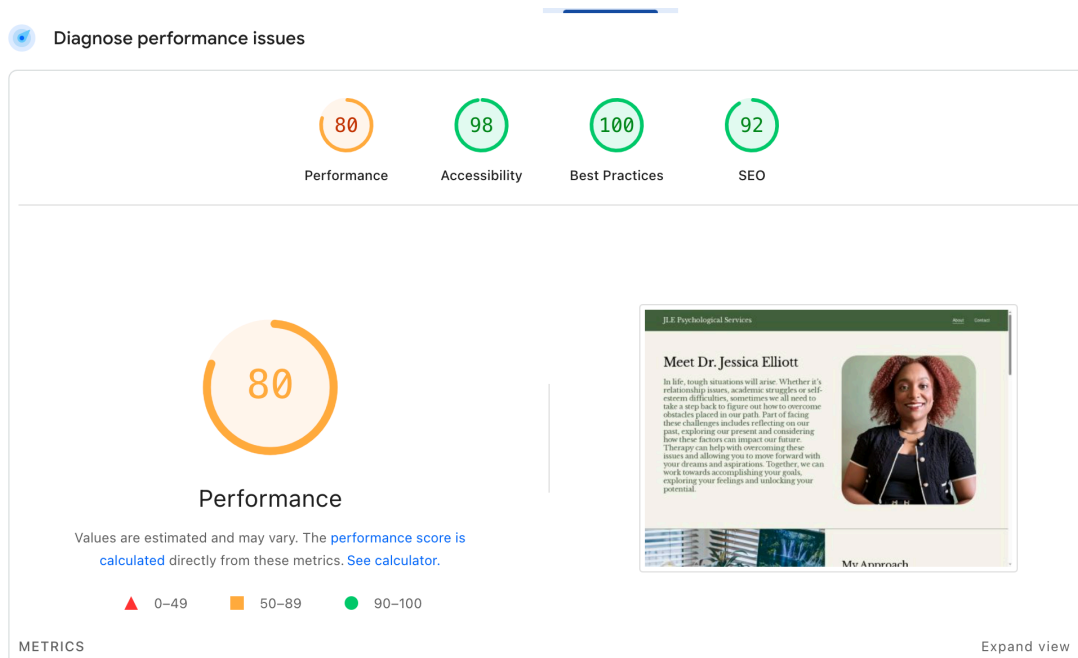 Diagnose performance issues
80
98
100
92
Performance
Accessibility
Best Practices
SEO
80
Performance
Values are estimated and may vary. The performance score is
calculated directly from these metrics. See calculator.
0–49
50–89
90–100
JLE Psychological Services
About
Contact
Meet Dr. Jessica Elliott
In life, tough situations will arise. Whether it's
relationship issues, academic struggles or self-
esteem difficulties, sometimes we all need to
take a step back to figure out how to overcome
obstacles placed in our path. Part of facing
these challenges includes reflecting on our
past, exploring our present and considering
how these factors can impact our future.
Therapy can help with overcoming these
issues and allowing you to move forward with
your dreams and aspirations. Together, we can
work towards accomplishing your goals,
exploring your feelings and unlocking your
potential.
My Approach
METRICS
Expand view